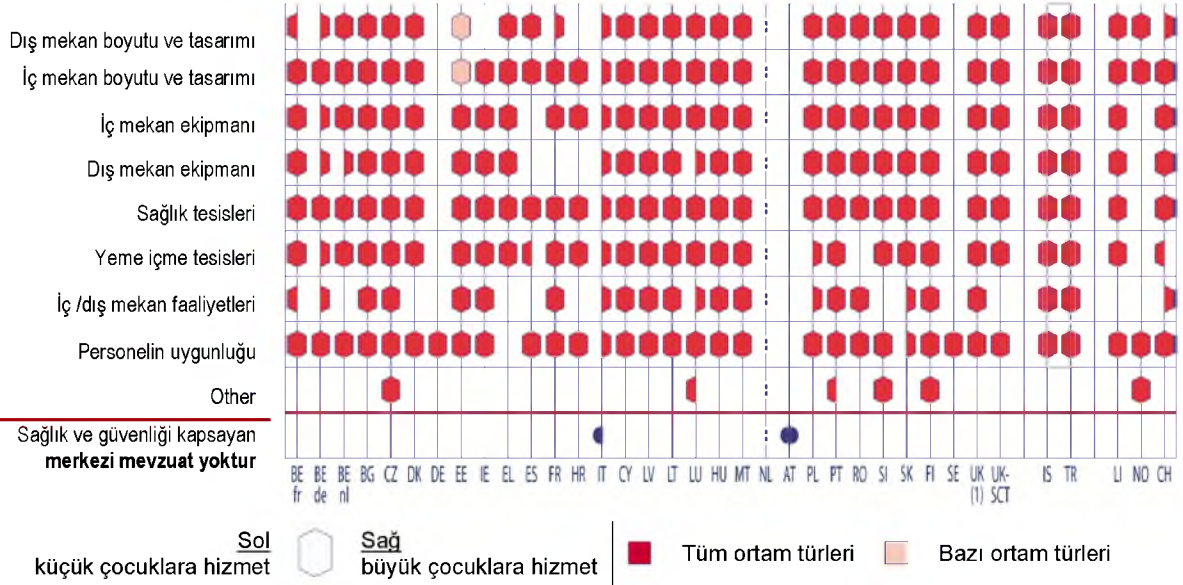 Dış mekan boyutu ve tasarımı
İç mekan boyutu ve tasarımı
İç mekan ekipmanı
Dış mekan ekipmanı
Sağlık tesisleri
Yeme içme tesisleri
İç /dış mekan faaliyetleri
Personelin uygunluğu
Other
Sağlık ve güvenliği kapsayan
merkezi mevzuat yoktur
BE BE BE BG CZ DK DE EE IE EL ES FR HR IT CY LV LT LU HU MT NL AT PL PT RO SI SK FI SE UK UK- IS TR LI NO CH
fr de nl (1) SCT
Sol Sağ
küçük çocuklara hizmet büyük çocuklara hizmet Tüm ortam türleri Bazı ortam türleri